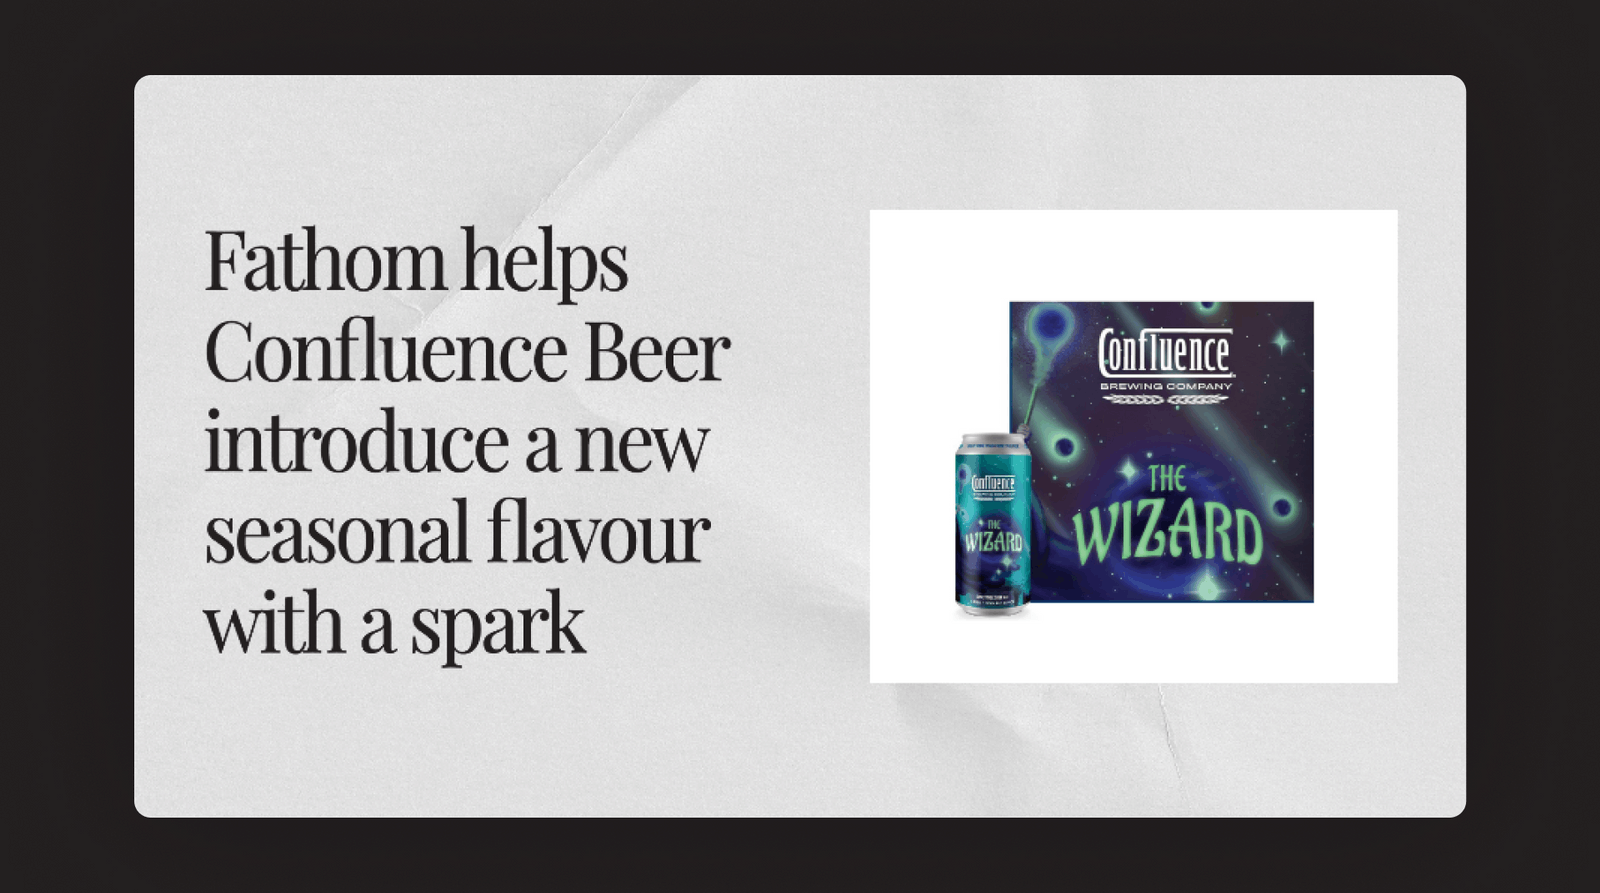 Fathom helps
Confluence Beer
introduce a new
seasonal flavour
with a spark
Confluence
BREWING COMPANY
THE
WIZARD
Confluence
THE
WIZARD